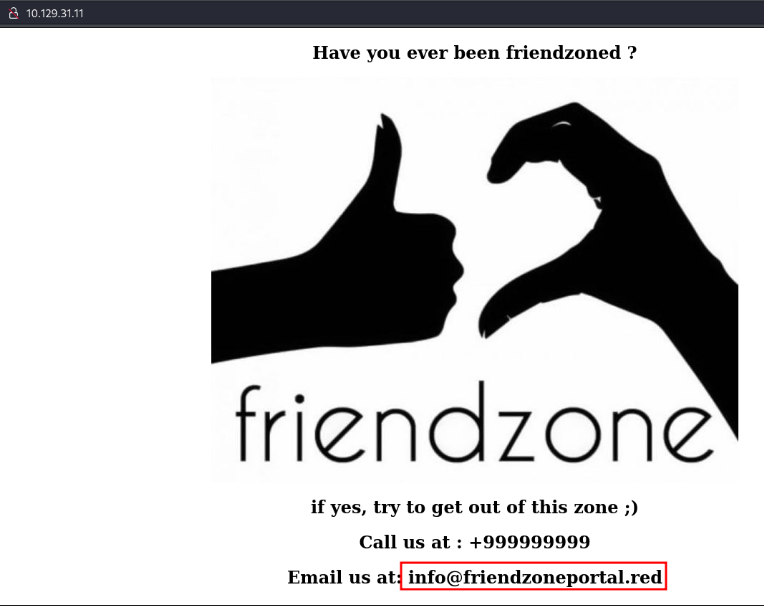 10.129.31.11
Have you ever been friendzoned ?
friendzone
if yes, try to get out of this zone ;)
Call us at : +999999999
Email us at: info@friendzoneportal.red